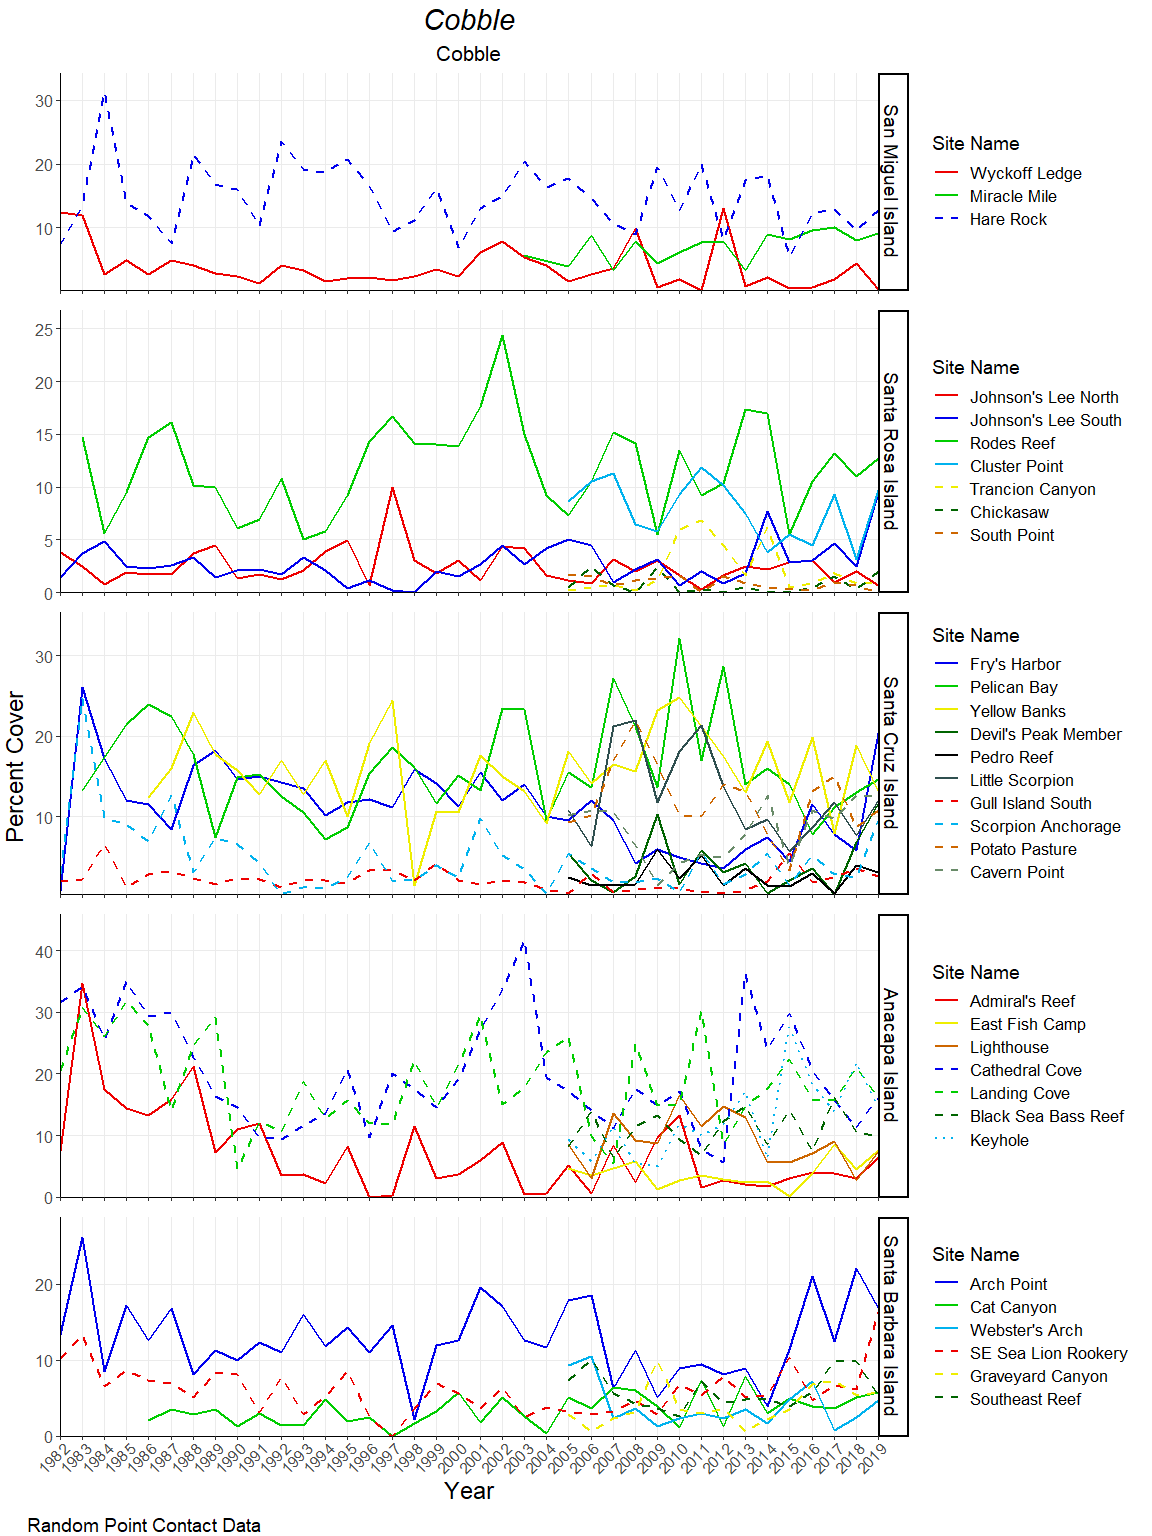 Cobble
Cobble
Percent Cover
30
20
10
San Miguel Island
Site Name
Wyckoff Ledge
Miracle Mile
Hare Rock
25
20
15
10
5
0
Santa Rosa Island
Site Name
Johnson's Lee North
Johnson's Lee South
Rodes Reef
Cluster Point
Trancion Canyon
Chickasaw
South Point
30
20
10
Santa Cruz Island
Site Name
Fry's Harbor
Pelican Bay
Yellow Banks
Devil's Peak Member
Pedro Reef
Little Scorpion
Gull Island South
Scorpion Anchorage
Potato Pasture
Cavern Point
40
30
20
10
0
Anacapa Island
Site Name
Admiral's Reef
East Fish Camp
Lighthouse
Cathedral Cove
Landing Cove
Black Sea Bass Reef
Keyhole
20
10
0
Santa Barbara Island
Site Name
Arch Point
Cat Canyon
Webster's Arch
SE Sea Lion Rookery
Graveyard Canyon
Southeast Reef
1982 1983 1984 1985 1986 1987 1988 1989 1990 1991 1992 1993 1994 1995 1996 1997 1998 1999 2000 2001 2002 2003 2004 2005 2006 2007 2008 2009 2010 2011 2012 2013 2014 2015 2016 2017 2018 2019
Year
Random Point Contact Data